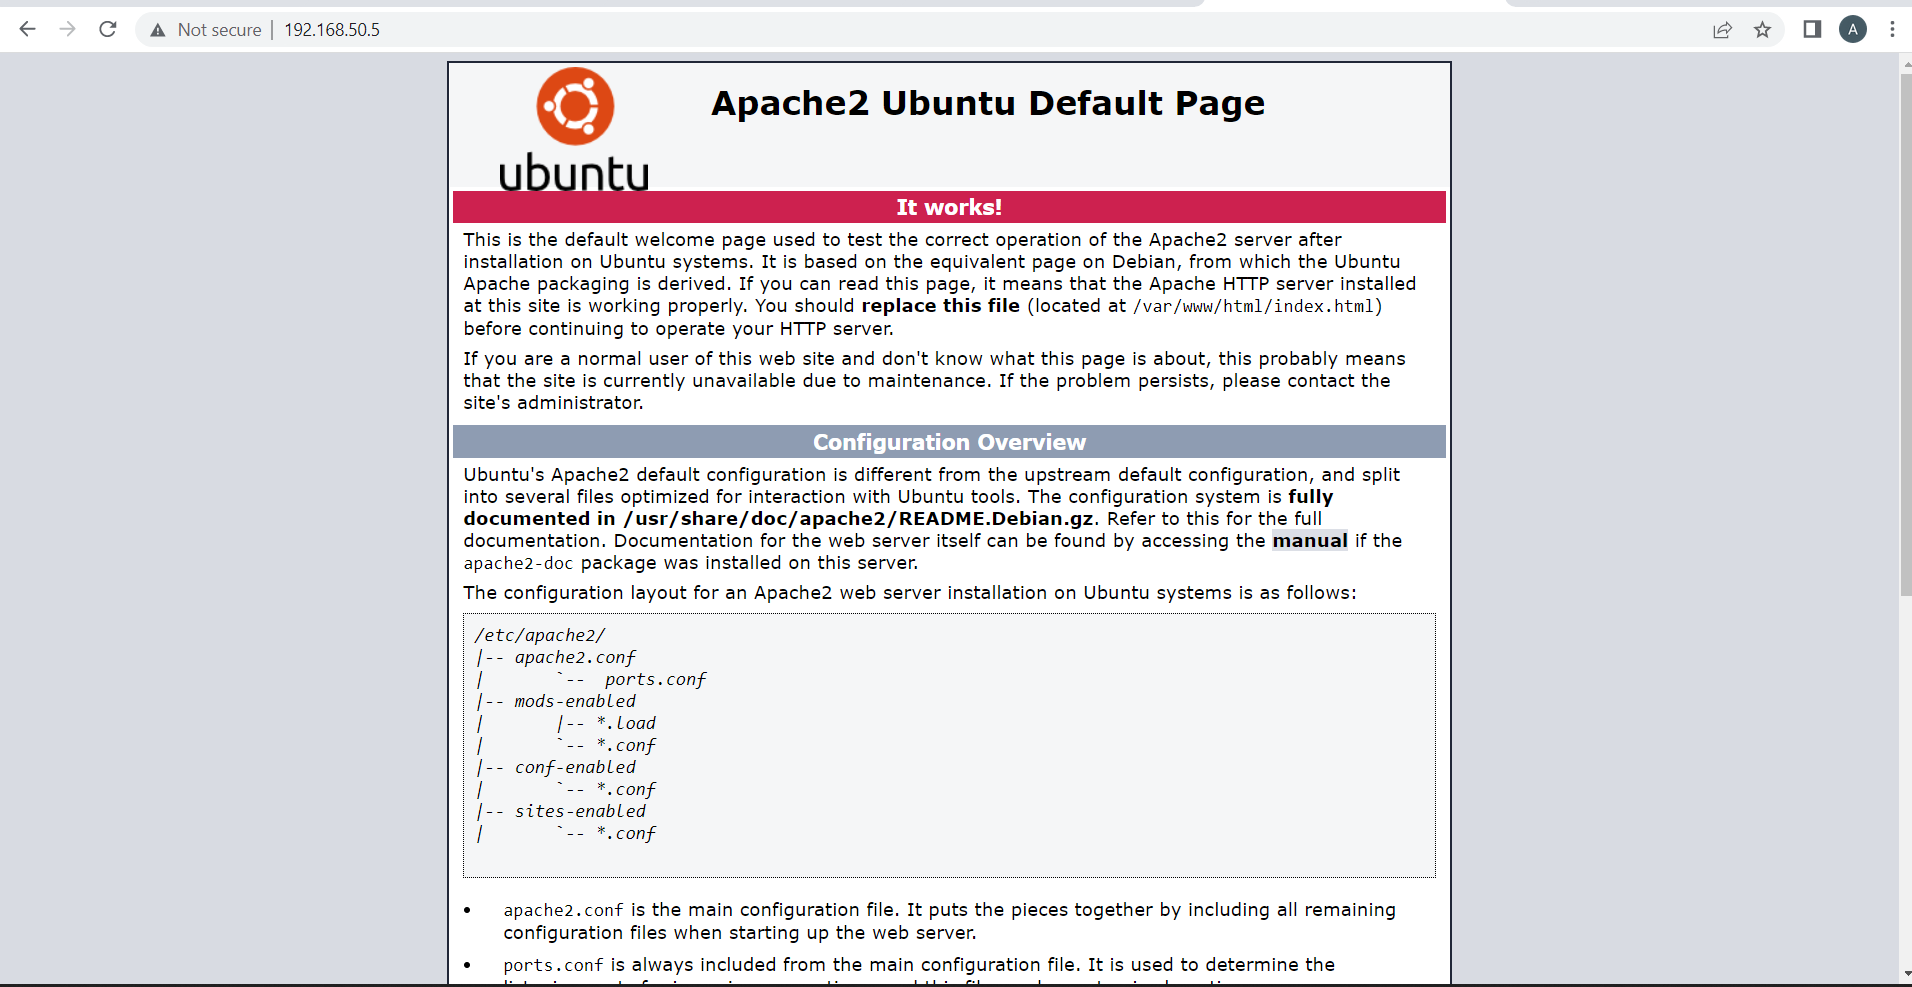 Not secure | 192.168.50.5
A
ubuntu
Apache2 Ubuntu Default Page
It works!
This is the default welcome page used to test the correct operation of the Apache2 server after
installation on Ubuntu systems. It is based on the equivalent page on Debian, from which the Ubuntu
Apache packaging is derived. If you can read this page, it means that the Apache HTTP server installed
at this site is working properly. You should replace this file (located at /var/www/html/index.html)
before continuing to operate your HTTP server.
If you are a normal user of this web site and don't know what this page is about, this probably means
that the site is currently unavailable due to maintenance. If the problem persists, please contact the
site's administrator.
Configuration Overview
Ubuntu's Apache2 default configuration is different from the upstream default configuration, and split
into several files optimized for interaction with Ubuntu tools. The configuration system is fully
documented in /usr/share/doc/apache2/README.Debian.gz. Refer to this for the full
documentation. Documentation for the web server itself can be found by accessing the manual if the
apache2-doc package was installed on this server.
The configuration layout for an Apache2 web server installation on Ubuntu systems is as follows:
/etc/apache2/
|-- apache2.conf
|       `--  ports.conf
|-- mods-enabled
|       |-- *.load
|       `-- *.conf
|-- conf-enabled
|       `-- *.conf
|-- sites-enabled
|       `-- *.conf
• apache2.conf is the main configuration file. It puts the pieces together by including all remaining
configuration files when starting up the web server.
• ports.conf is always included from the main configuration file. It is used to determine the